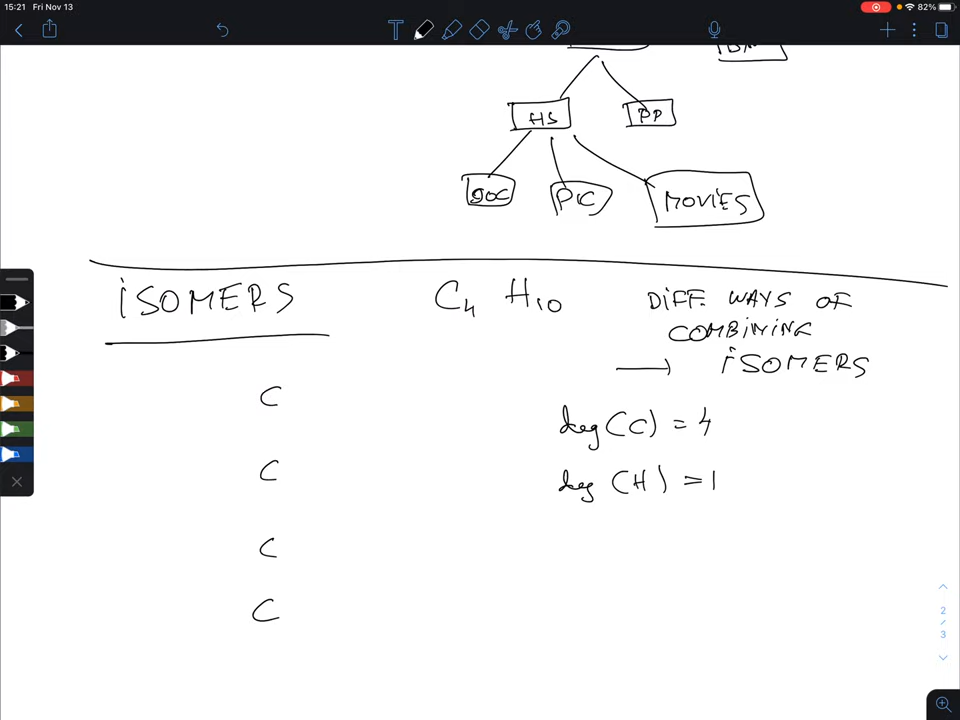 15:21 Fri Nov 13
82%
HS
PP
DOC
PIC
MOVIES
iSOMERS
C4 H10
DiFF. WAYS OF
COMBiNiNG
→ iSOMERS
C
deg (C) = 4
C
deg (H) = 1
C
C
2
/
3